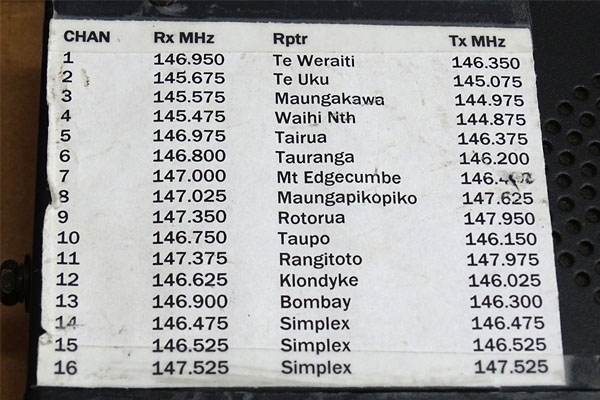 CHAN Rx MHz Rptr Tx MHz
1 146.950 Te Weraiti 146.350
2 145.675 Te Uku 145.075
3 145.575 Maungakawa 144.975
4 145.475 Waihi Nth 144.875
5 146.975 Tairua 146.375
6 146.800 Tauranga 146.200
7 147.000 Mt Edgecumbe
8 147.025 Maungapikopiko 147.625
9 147.350 Rotorua 147.950
10 146.750 Taupo 146.150
11 147.375 Rangitoto 147.975
12 146.625 Klondyke 146.025
13 146.900 Bombay 146.300
14 146.475 Simplex 146.475
15 146.525 Simplex 146.525
16 147.525 Simplex 147.525